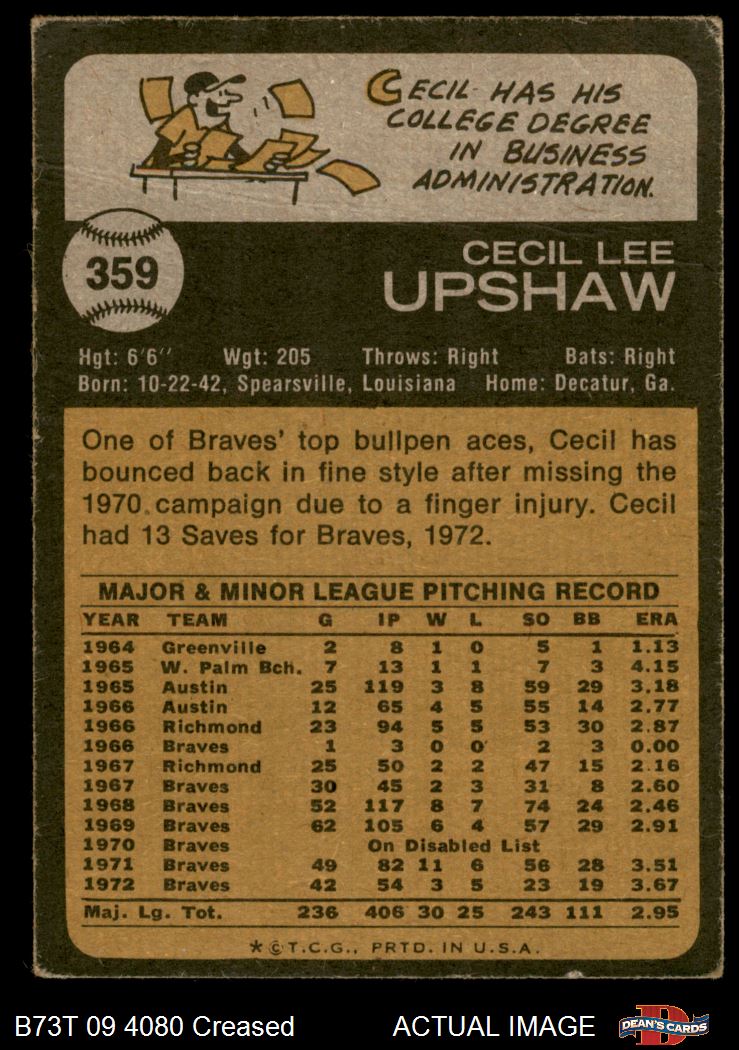 CECIL HAS HIS
COLLEGE DEGREE
IN BUSINESS
ADMINISTRATION.
359
CECIL LEE
UPSHAW
Hgt: 6'6" Wgt: 205 Throws: Right Bats: Right
Born: 10-22-42, Spearsville, Louisiana Home: Decatur, Ga.
One of Braves' top bullpen aces, Cecil has
bounced back in fine style after missing the
1970 campaign due to a finger injury. Cecil
had 13 Saves for Braves, 1972.
MAJOR & MINOR LEAGUE PITCHING RECORD
YEAR TEAM G IP W L SO BB ERA
1964 Greenville 2 8 1 0 5 1 1.13
1965 W. Palm Bch. 7 13 1 1 7 3 4.15
1965 Austin 25 119 3 8 59 29 3.18
1966 Austin 12 65 4 5 55 14 2.77
1966 Richmond 23 94 5 5 53 30 2.87
1966 Braves 1 3 0 0 2 3 0.00
1967 Richmond 25 50 2 2 47 15 2.16
1967 Braves 30 45 2 3 31 8 2.60
1968 Braves 52 117 8 7 74 24 2.46
1969 Braves 62 105 6 4 57 29 2.91
1970 Braves On Disabled List
1971 Braves 49 82 11 6 56 28 3.51
1972 Braves 42 54 3 5 23 19 3.67
Maj. Lg. Tot. 236 406 30 25 243 111 2.95
* © T.C.G., PRTD. IN U.S.A.
B73T 09 4080 Creased ACTUAL IMAGE DEAN'S CARDS